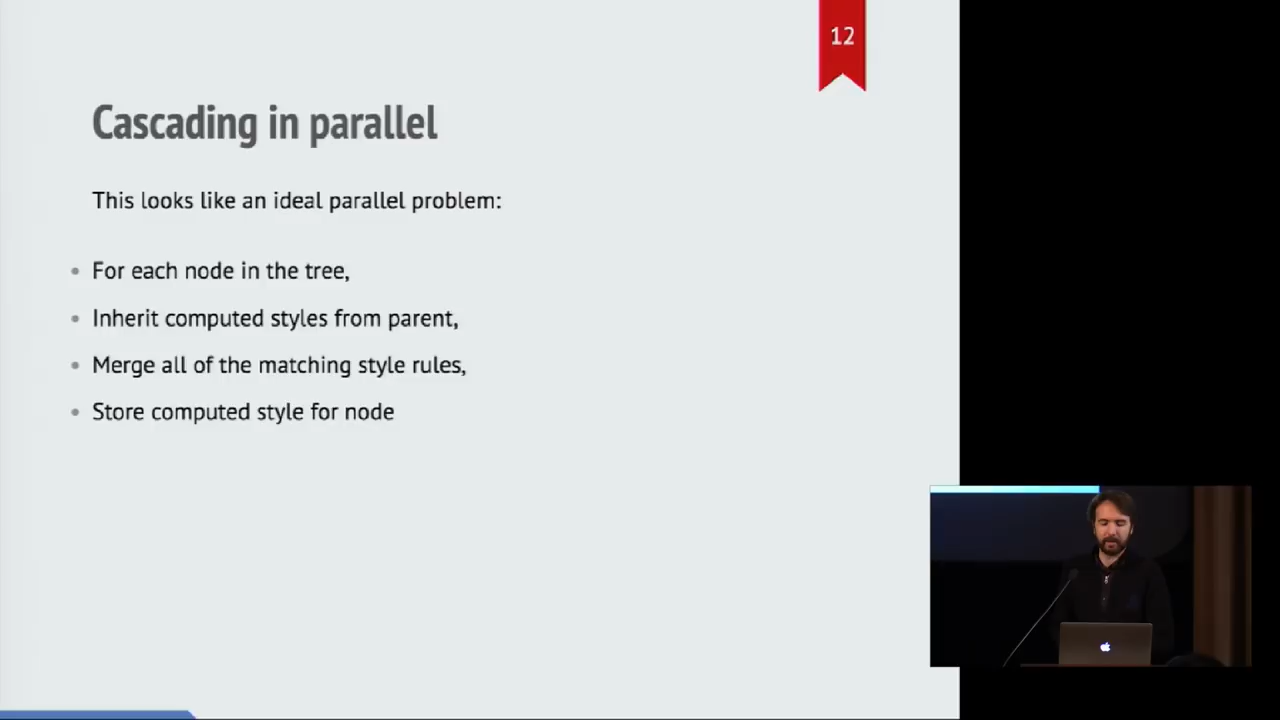 12
Cascading in parallel
This looks like an ideal parallel problem:
For each node in the tree,
Inherit computed styles from parent,
Merge all of the matching style rules,
Store computed style for node